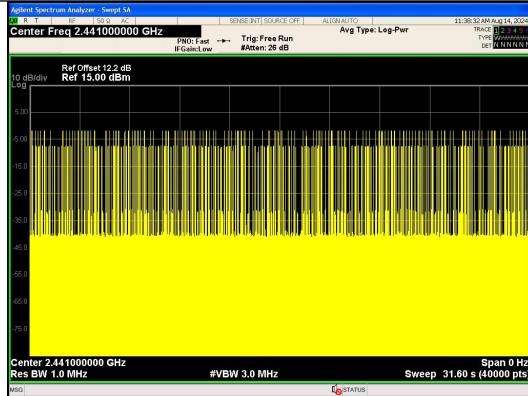 Agilent Spectrum Analyzer - Swept SA
R T RF 50 Ω AC SENSE:INT SOURCE OFF ALIGN AUTO 11:38:32 AM Aug 14, 2024
Center Freq 2.441000000 GHz
PNO: Fast
IFGain:Low
Trig: Free Run
#Atten: 26 dB
Avg Type: Log-Pwr
TRACE 1 2 3 4 5
TYPE
DET N N N N N
10 dB/div
Log
Ref Offset 12.2 dB
Ref 15.00 dBm
5.00
-5.00
-15.0
-25.0
-35.0
-45.0
-55.0
-65.0
-75.0
Center 2.441000000 GHz Span 0 Hz
Res BW 1.0 MHz #VBW 3.0 MHz Sweep 31.60 s (40000 pts
MSG STATUS